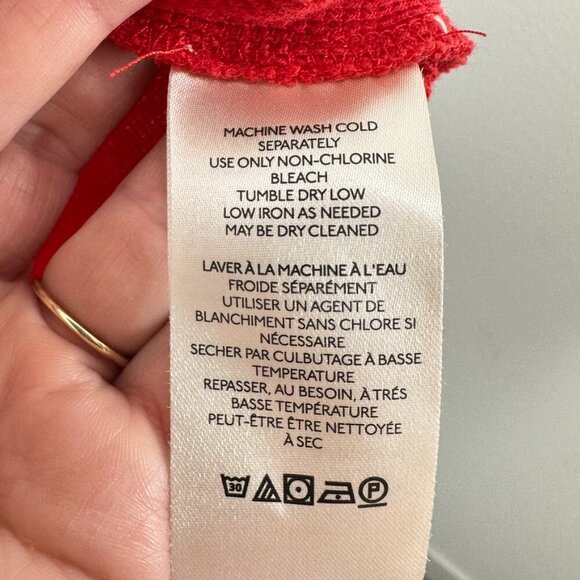 MACHINE WASH COLD
SEPARATELY
USE ONLY NON-CHLORINE
BLEACH
TUMBLE DRY LOW
LOW IRON AS NEEDED
MAY BE DRY CLEANED
LAVER À LA MACHINE À L'EAU
FROIDE SÉPARÉMENT
UTILISER UN AGENT DE
BLANCHIMENT SANS CHLORE SI
NÉCESSAIRE
SECHER PAR CULBUTAGE À BASSE
TEMPERATURE
REPASSER, AU BESOIN, À TRÉS
BASSE TEMPÉRATURE
PEUT-ÊTRE ÊTRE NETTOYÉE
À SEC
30 P